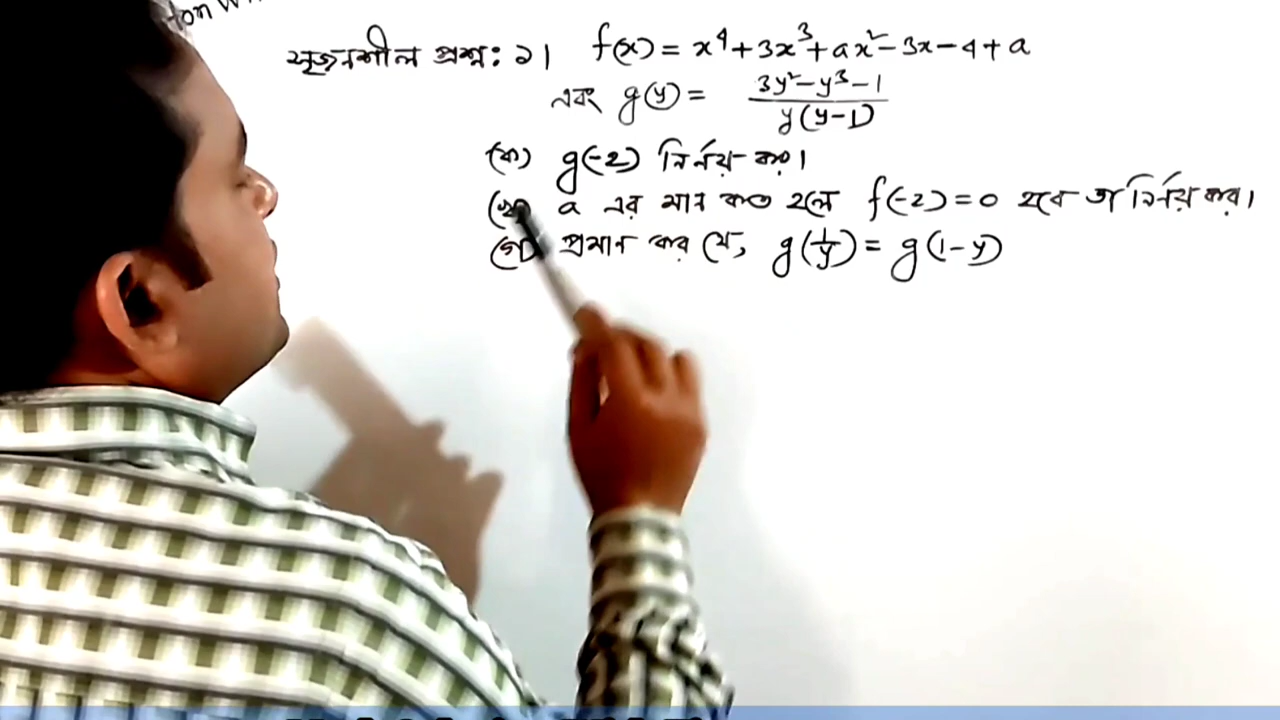 সৃজনশীল প্রশ্ন: ১। f(x) = x⁴ + 3x³ + ax² - 3x - 4 + a
এবং g(y) = (3y² - y³ - 1) / (y(y-1))
(ক) g(-2) নির্ণয় কর।
(খ) a এর মান কত হলে f(-2) = 0 হবে তা নির্ণয় কর।
(গ) প্রমান কর যে, g(1/y) = g(1-y)